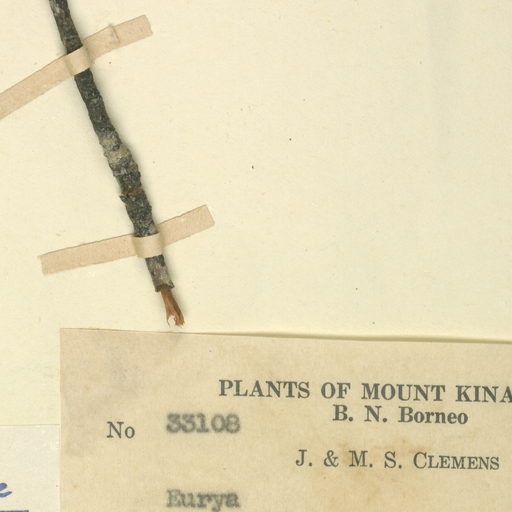 PLANTS OF MOUNT KINA
B. N. Borneo
No 33108
J. & M. S. CLEMENS
Eurya